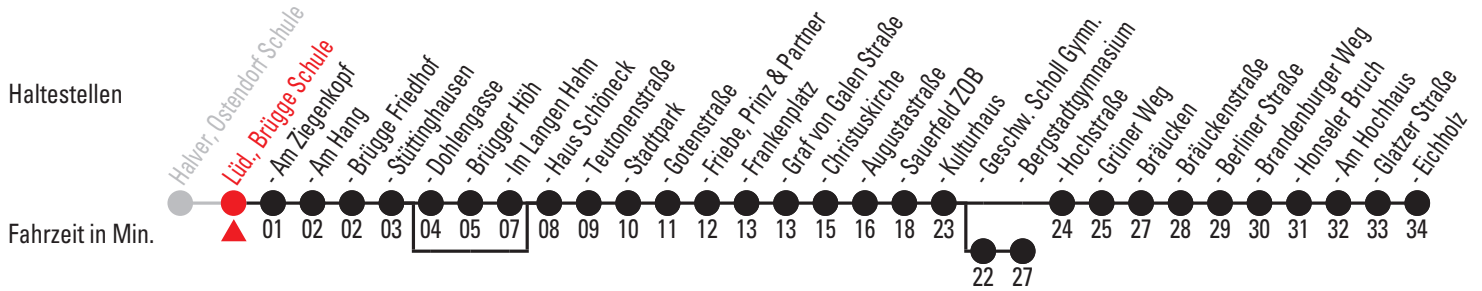 Haltestellen
Halver, Ostendorf Schule
Lüd., Brügge Schule
- Am Ziegenkopf
- Am Hang
- Brügge Friedhof
- Stüttinghausen
- Dohlengasse
- Brügger Höh
- Im Langen Hahn
- Haus Schöneck
- Teutonenstraße
- Stadtpark
- Gotenstraße
- Friebe, Prinz & Partner
- Frankenplatz
- Graf von Galen Straße
- Christuskirche
- Augustastraße
- Sauerfeld ZOB
- Kulturhaus
- Geschw. Scholl Gymn.
- Bergstadtgymnasium
- Hochstraße
- Grüner Weg
- Bräucken
- Bräuckenstraße
- Berliner Straße
- Brandenburger Weg
- Honseler Bruch
- Am Hochhaus
- Glatzer Straße
- Eichholz
Fahrzeit in Min.
01 02 02 03 04 05 07 08 09 10 11 12 13 13 15 16 18 23 24 25 27 28 29 30 31 32 33 34
22 27